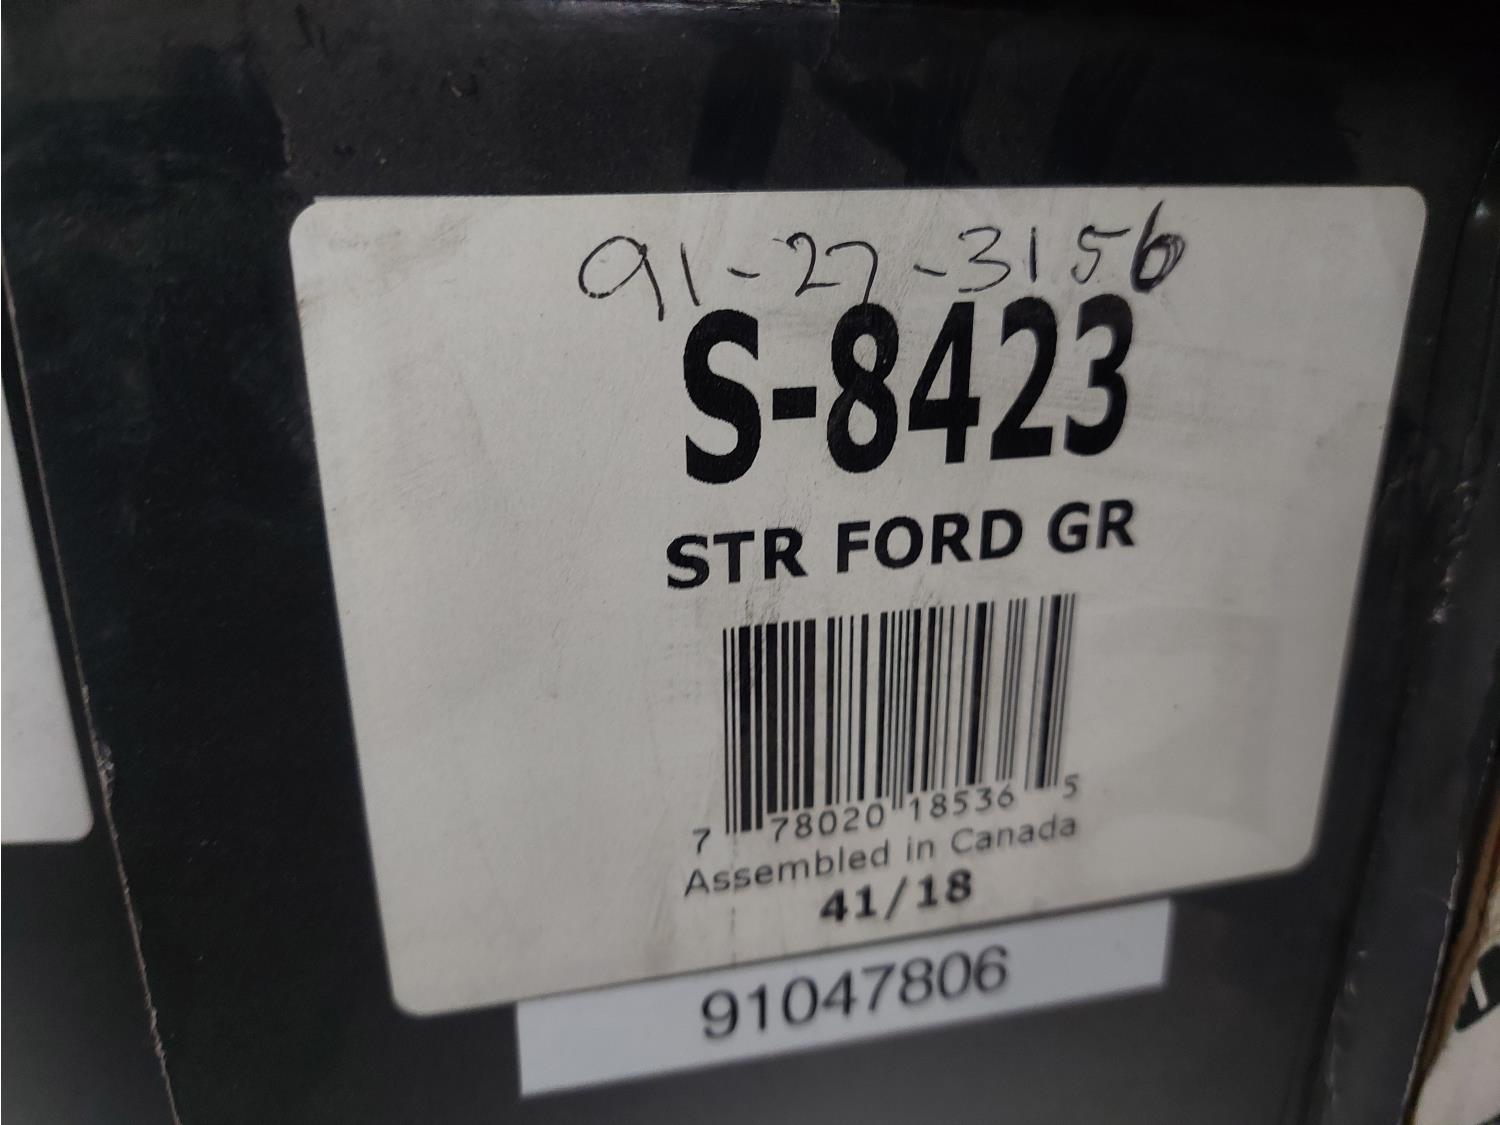 91-27-3156
S-8423
STR FORD GR
7 78020 18536 5
Assembled in Canada
41/18
91047806